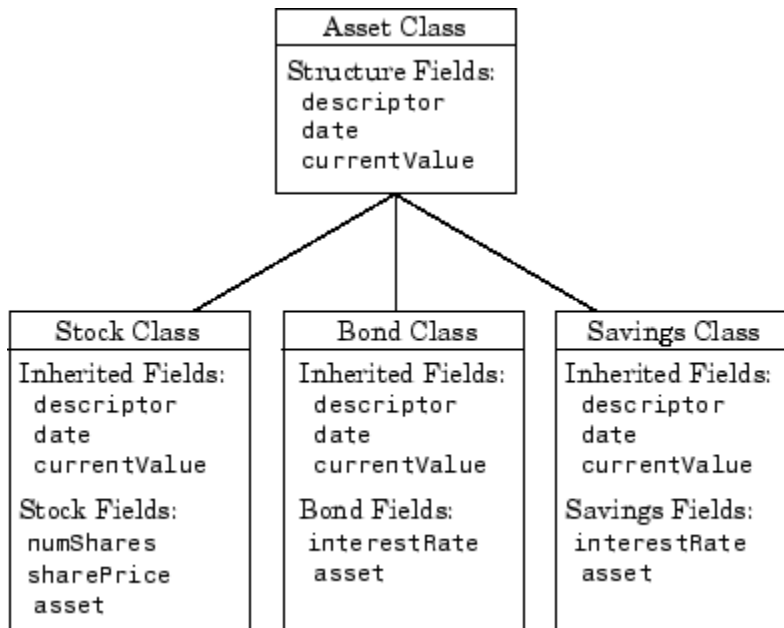 Asset Class
Structure Fields:
descriptor
date
currentValue
Stock Class
Inherited Fields:
descriptor
date
currentValue
Stock Fields:
numShares
sharePrice
asset
Bond Class
Inherited Fields:
descriptor
date
currentValue
Bond Fields:
interestRate
asset
Savings Class
Inherited Fields:
descriptor
date
currentValue
Savings Fields:
interestRate
asset